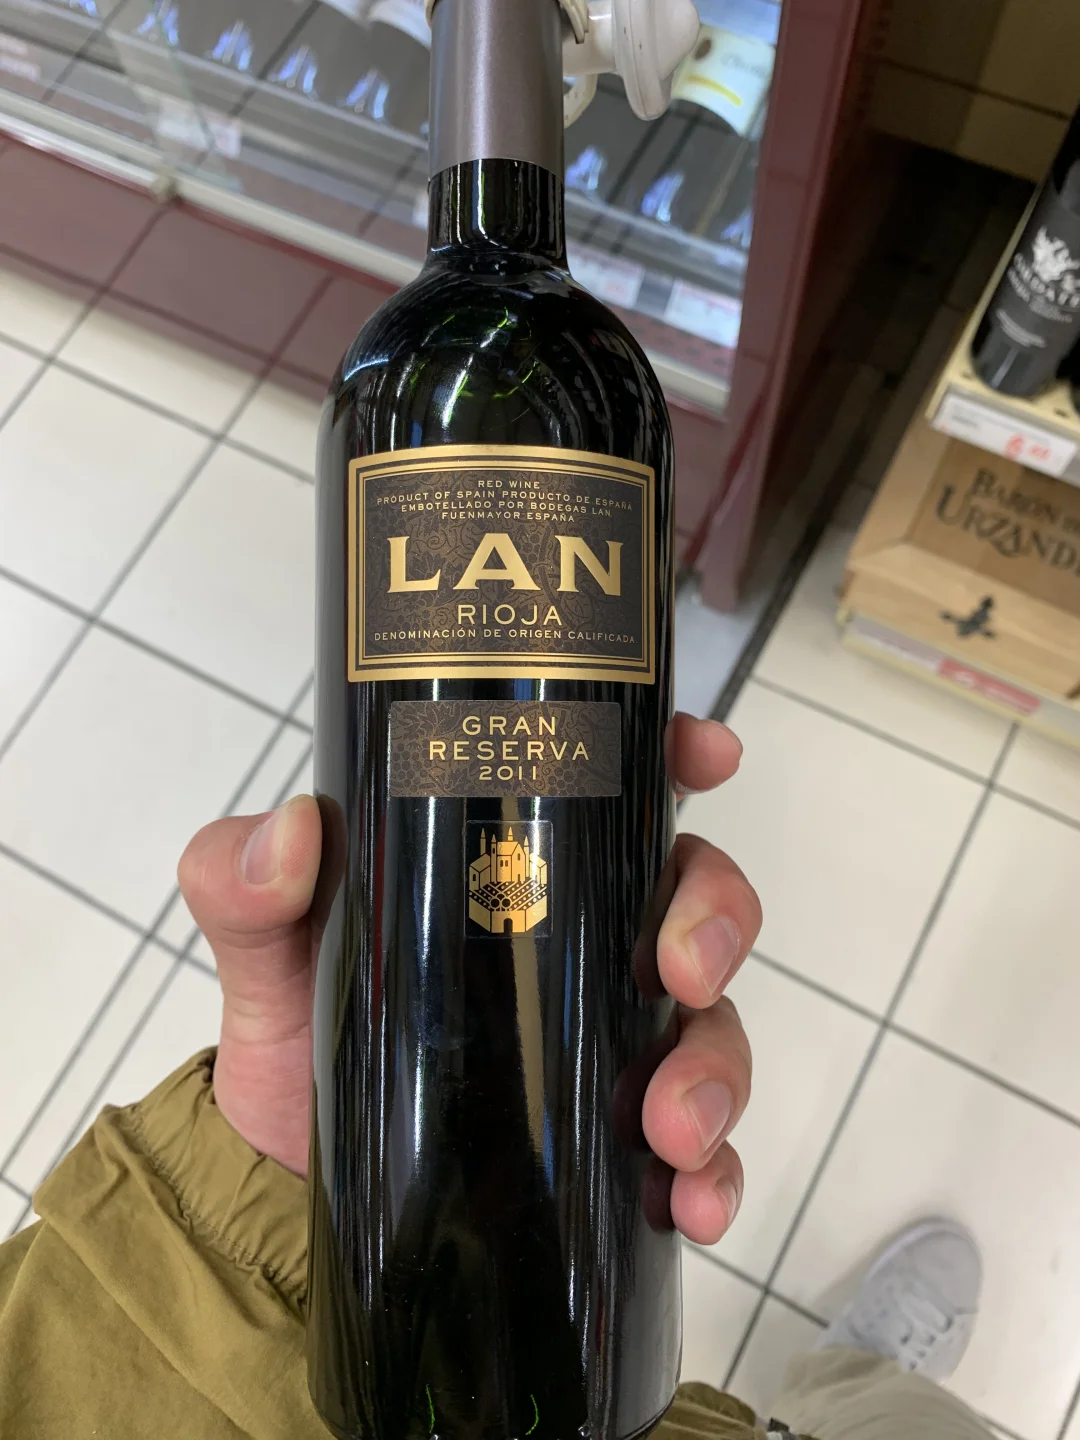 RED WINE
PRODUCT OF SPAIN PRODUCTO DE ESPAÑA
EMBOTELLADO POR BODEGAS LAN
FUENMAYOR ESPAÑA
LAN
RIOJA
DENOMINACIÓN DE ORIGEN CALIFICADA
GRAN
RESERVA
2011
BARON DE
URZANDE